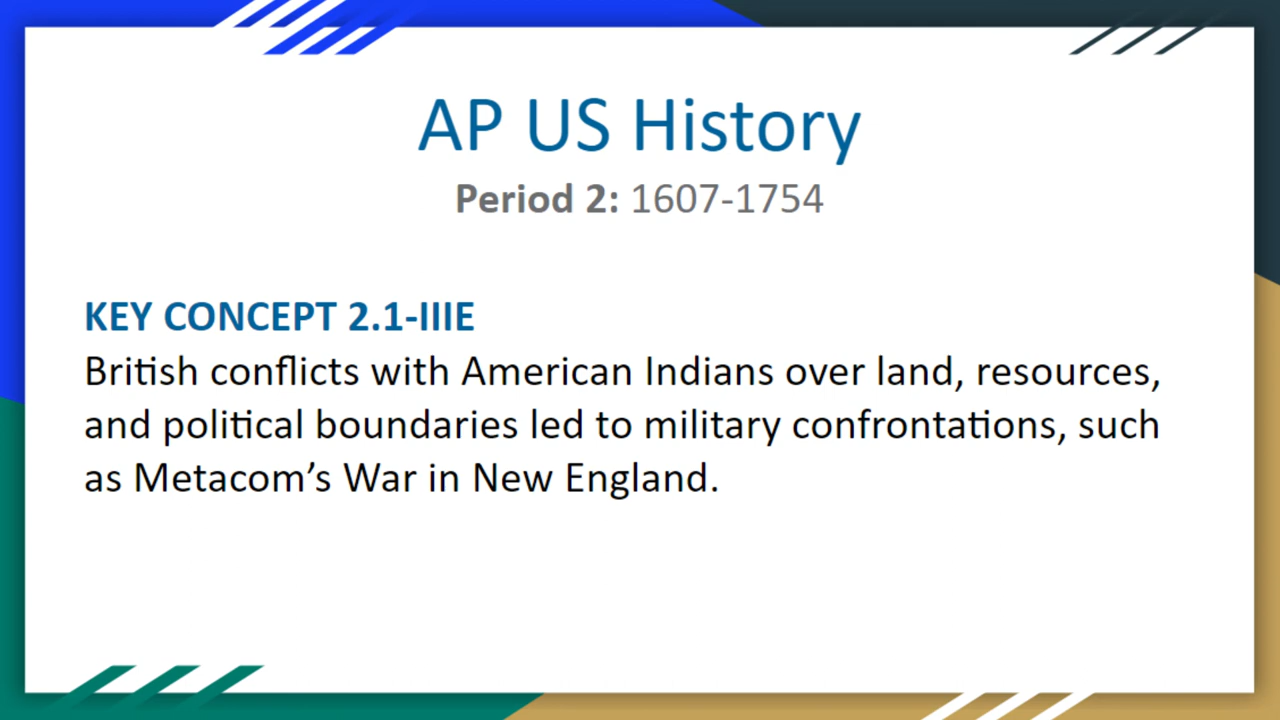 AP US History
Period 2: 1607-1754
KEY CONCEPT 2.1-IIIE
British conflicts with American Indians over land, resources,
and political boundaries led to military confrontations, such
as Metacom’s War in New England.